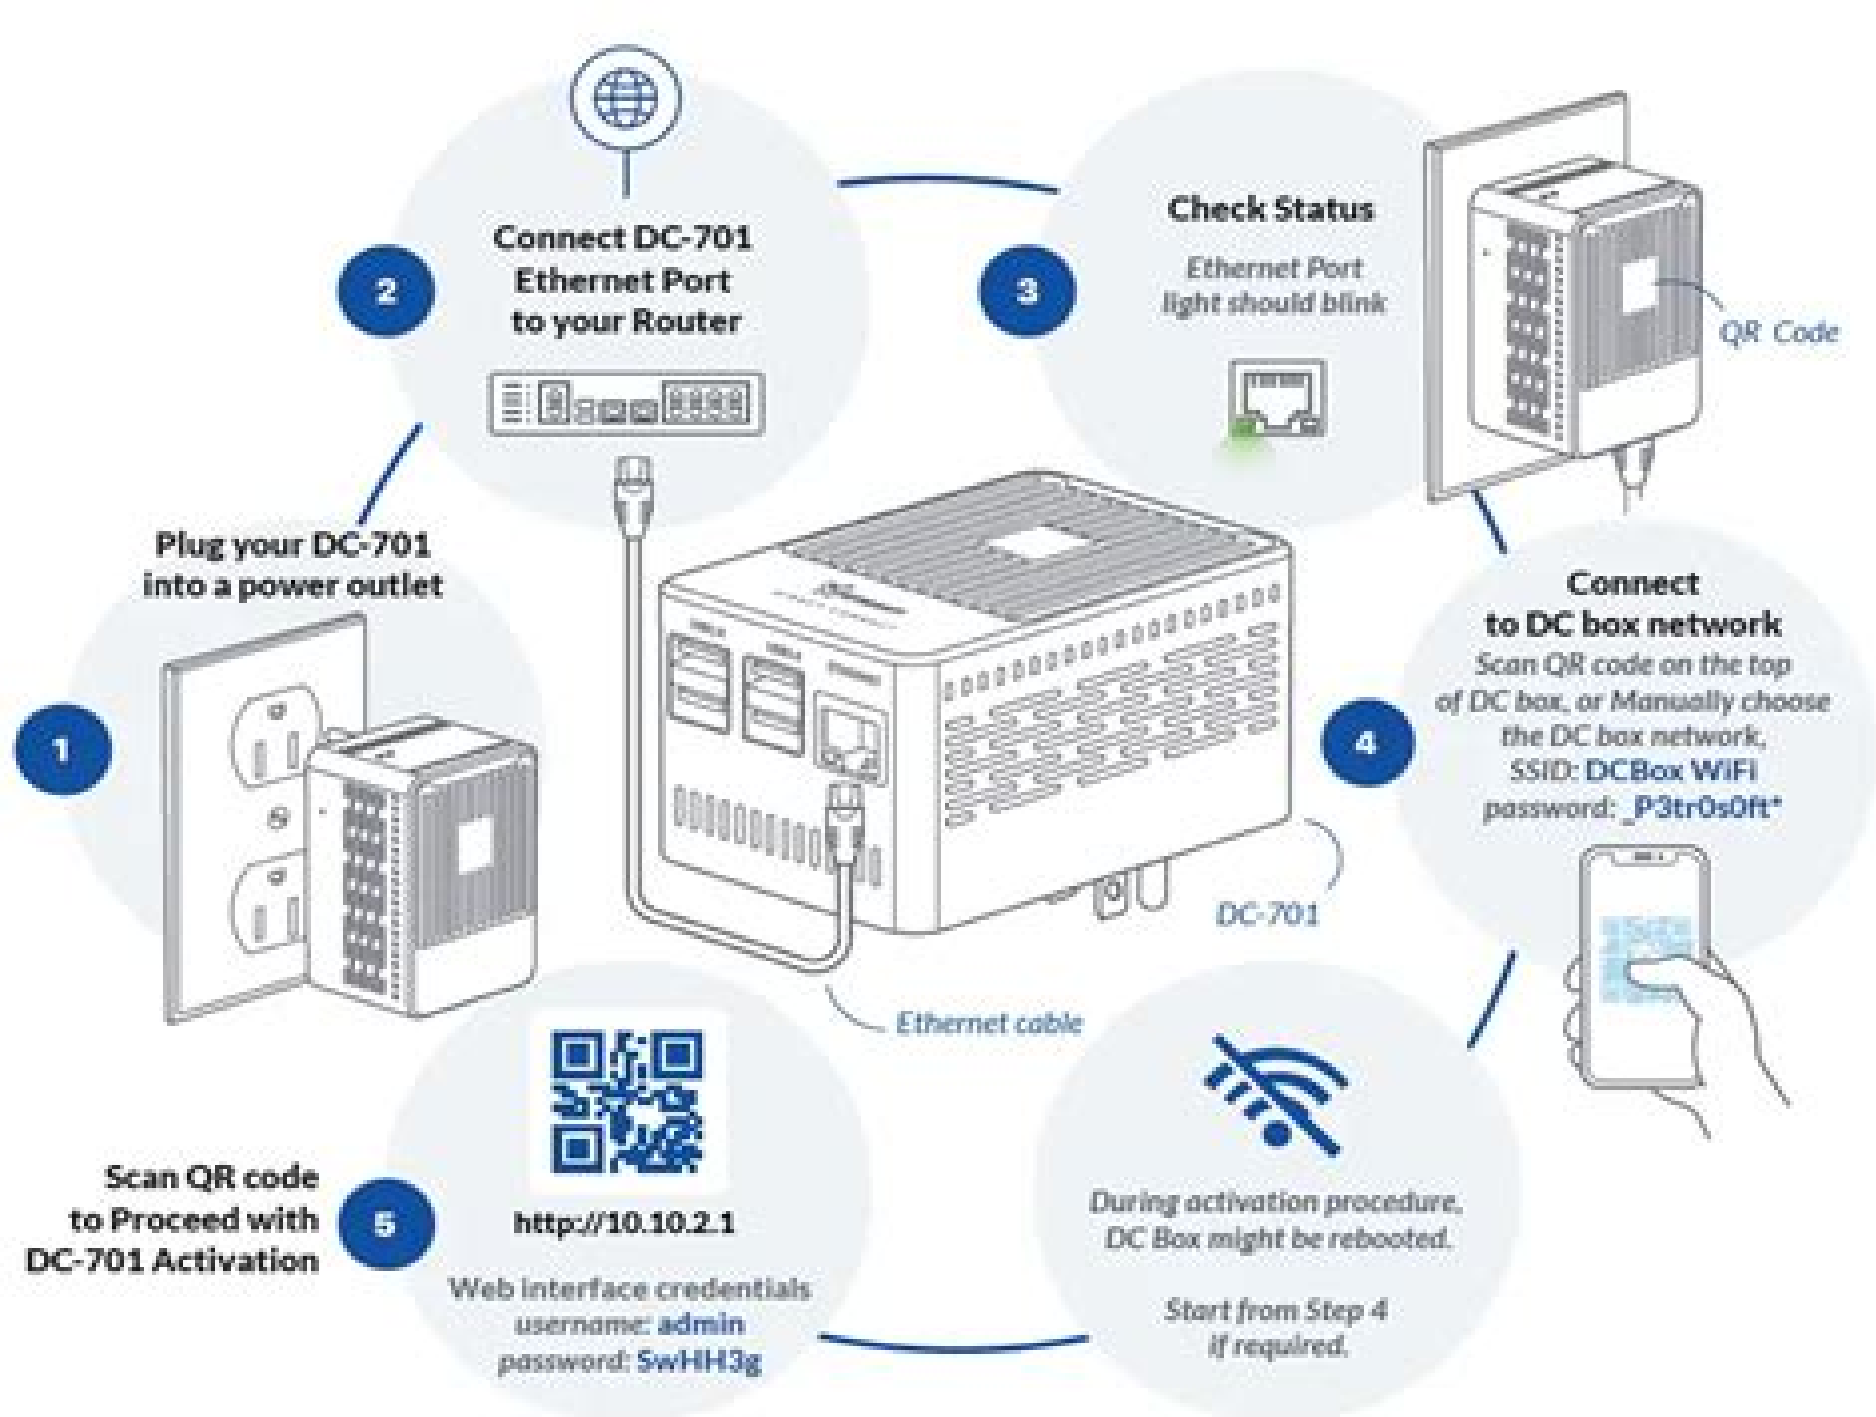 1
Plug your DC-701
into a power outlet
2
Connect DC-701
Ethernet Port
to your Router
3
Check Status
Ethernet Port
light should blink
QR Code
4
Connect
to DC box network
Scan QR code on the top
of DC box, or Manually choose
the DC box network,
SSID: DCBox WiFi
password: _P3tr0s0ft*
DC-701
Ethernet cable
During activation procedure,
DC Box might be rebooted.
Start from Step 4
if required.
5
Scan QR code
to Proceed with
DC-701 Activation
http://10.10.2.1
Web interface credentials
username: admin
password: SwHH3g